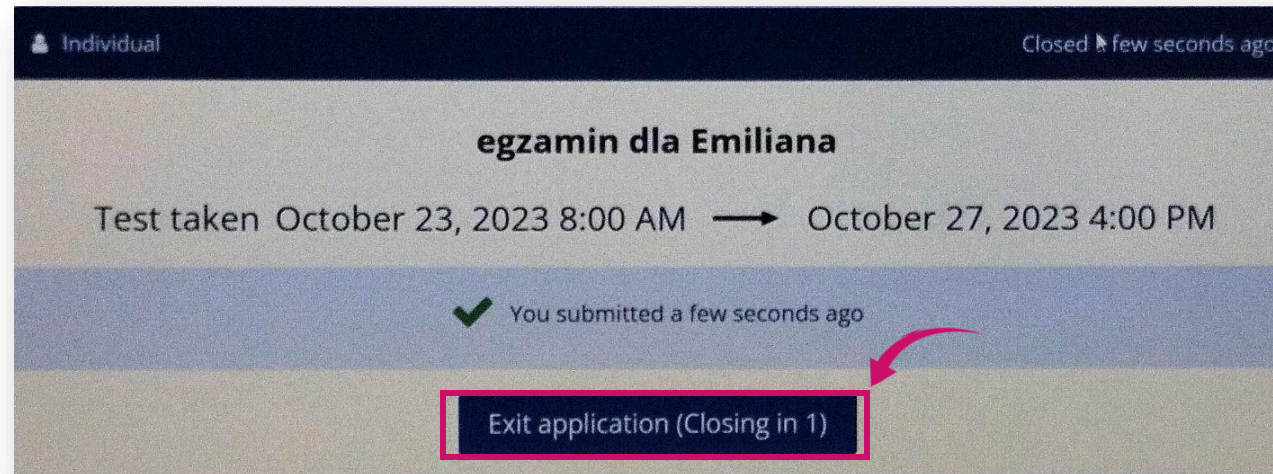 Individual
Closed few seconds ago
egzamin dla Emiliana
Test taken October 23, 2023 8:00 AM → October 27, 2023 4:00 PM
You submitted a few seconds ago
Exit application (Closing in 1)